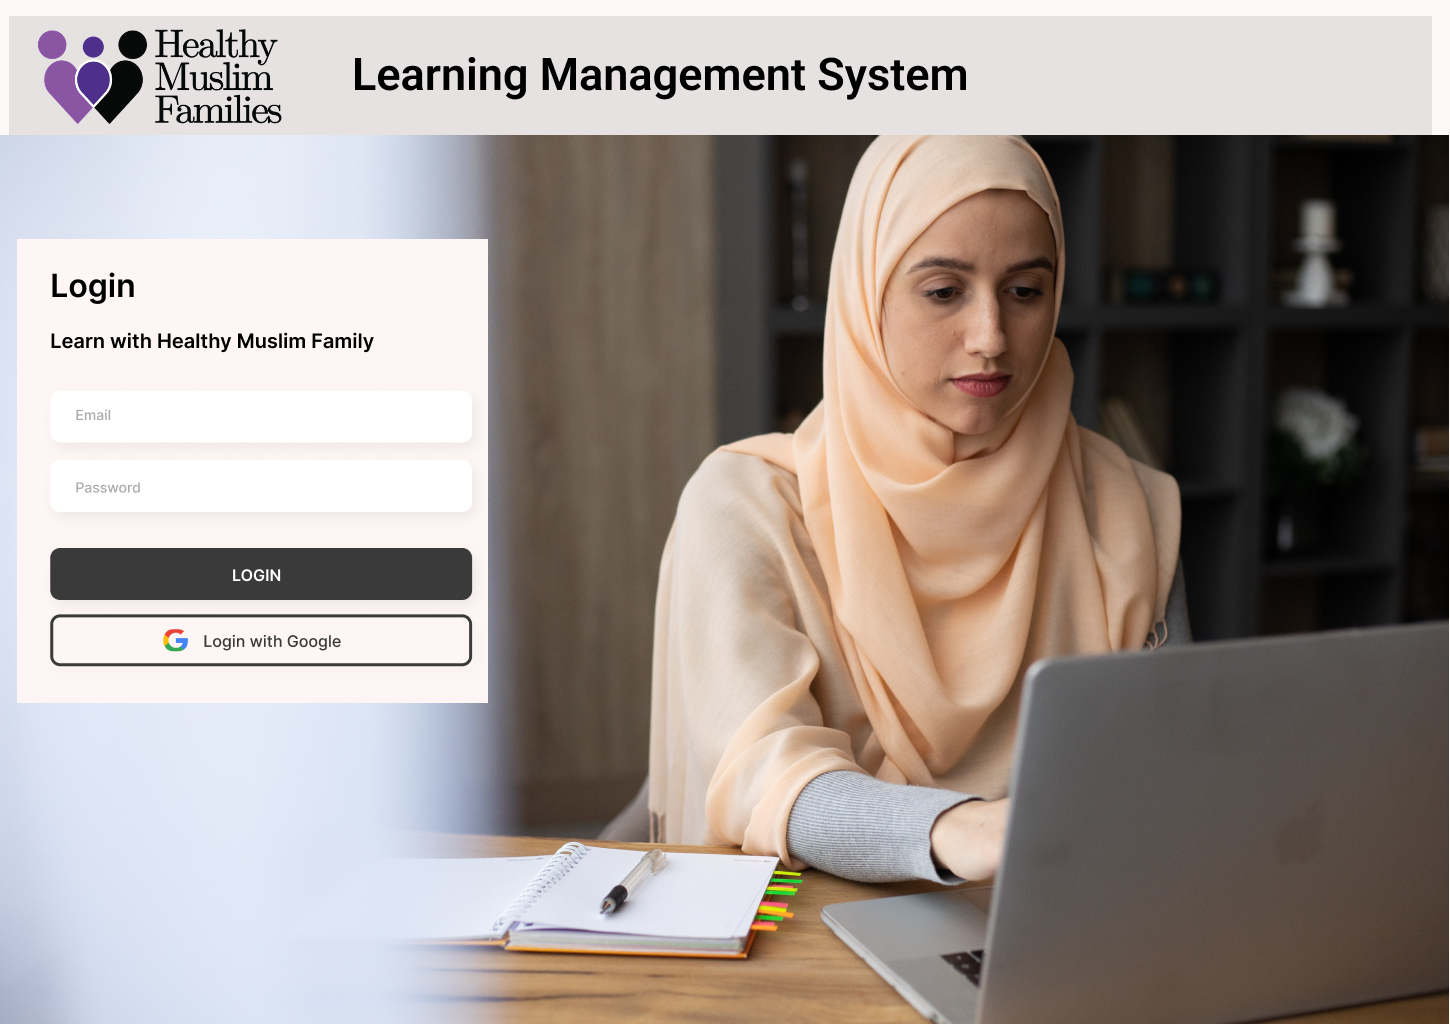 Healthy
Muslim
Families
Learning Management System
Login
Learn with Healthy Muslim Family
Email
Password
LOGIN
Login with Google